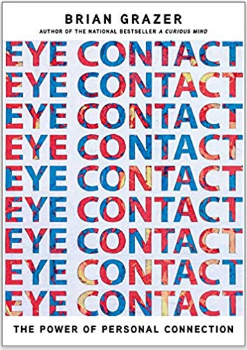 BRIAN GRAZER
AUTHOR OF THE NATIONAL BESTSELLER A CURIOUS MIND
EYE CONTACT
EYE CONTACT
EYE CONTACT
EYE CONTACT
EYE CONTACT
EYE CONTACT
EYE CONTACT
EYE CONTACT
EYE CONTACT
THE POWER OF PERSONAL CONNECTION